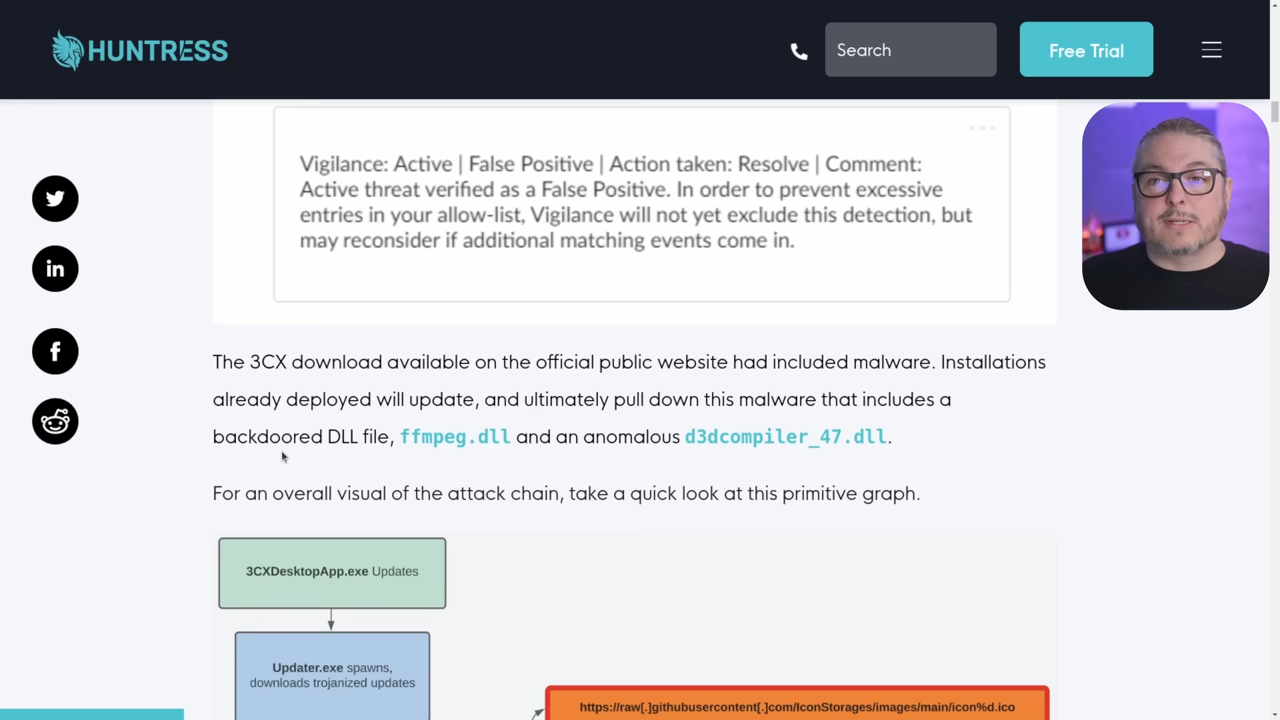 HUNTRESS
Search
Free Trial
Vigilance: Active | False Positive | Action taken: Resolve | Comment:
Active threat verified as a False Positive. In order to prevent excessive
entries in your allow-list, Vigilance will not yet exclude this detection, but
may reconsider if additional matching events come in.
The 3CX download available on the official public website had included malware. Installations
already deployed will update, and ultimately pull down this malware that includes a
backdoored DLL file, ffmpeg.dll and an anomalous d3dcompiler_47.dll.
For an overall visual of the attack chain, take a quick look at this primitive graph.
3CXDesktopApp.exe Updates
Updater.exe spawns,
downloads trojanized updates
https://raw[.]githubusercontent[.]com/IconStorages/images/main/icon%d.ico